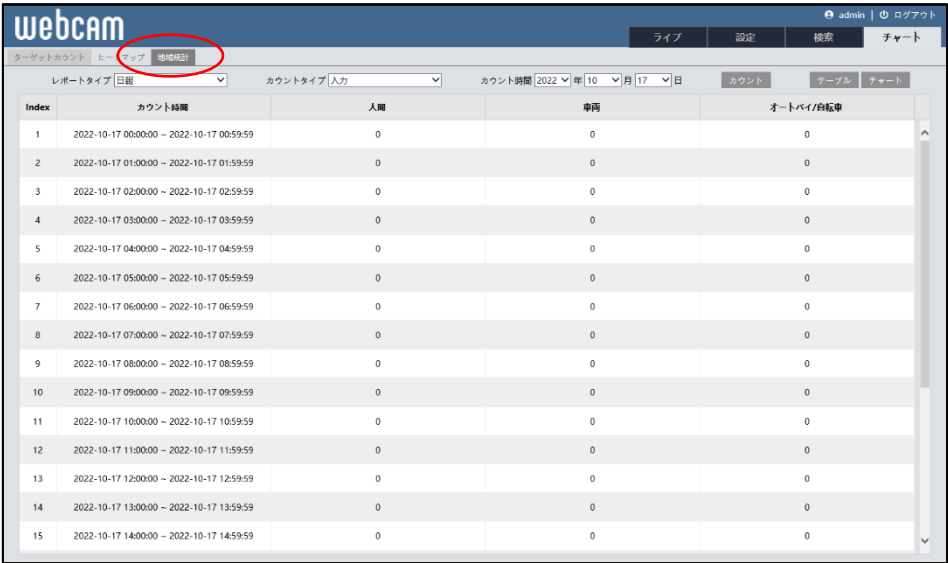 webcam
admin | ログアウト
ライブ 設定 検索 チャート
ターゲットカウント ヒートマップ 地域統計
レポートタイプ 日報 カウントタイプ 入力 カウント時間 2022 年 10 月 17 日 カウント テーブル チャート
Index カウント時間 人間 車両 オートバイ/自転車
1 2022-10-17 00:00:00 ~ 2022-10-17 00:59:59 0 0 0
2 2022-10-17 01:00:00 ~ 2022-10-17 01:59:59 0 0 0
3 2022-10-17 02:00:00 ~ 2022-10-17 02:59:59 0 0 0
4 2022-10-17 03:00:00 ~ 2022-10-17 03:59:59 0 0 0
5 2022-10-17 04:00:00 ~ 2022-10-17 04:59:59 0 0 0
6 2022-10-17 05:00:00 ~ 2022-10-17 05:59:59 0 0 0
7 2022-10-17 06:00:00 ~ 2022-10-17 06:59:59 0 0 0
8 2022-10-17 07:00:00 ~ 2022-10-17 07:59:59 0 0 0
9 2022-10-17 08:00:00 ~ 2022-10-17 08:59:59 0 0 0
10 2022-10-17 09:00:00 ~ 2022-10-17 09:59:59 0 0 0
11 2022-10-17 10:00:00 ~ 2022-10-17 10:59:59 0 0 0
12 2022-10-17 11:00:00 ~ 2022-10-17 11:59:59 0 0 0
13 2022-10-17 12:00:00 ~ 2022-10-17 12:59:59 0 0 0
14 2022-10-17 13:00:00 ~ 2022-10-17 13:59:59 0 0 0
15 2022-10-17 14:00:00 ~ 2022-10-17 14:59:59 0 0 0